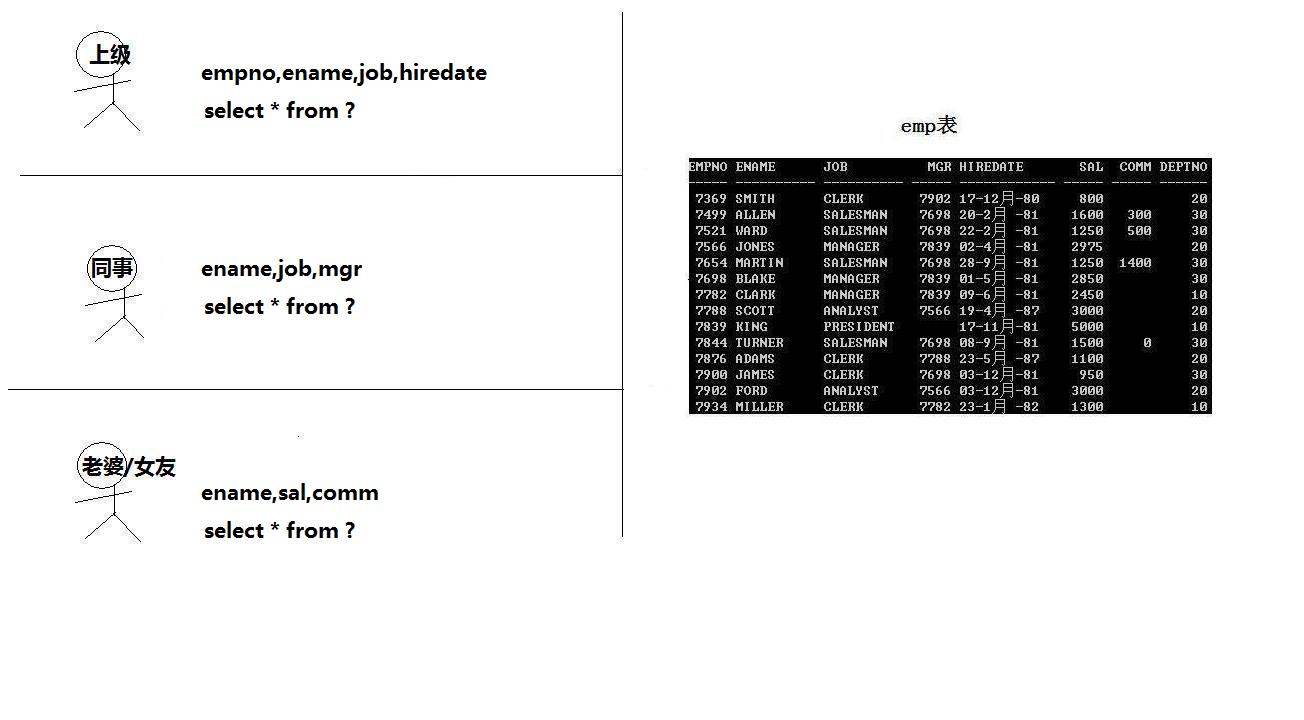 上级
empno,ename,job,hiredate
select * from ?
同事
ename,job,mgr
select * from ?
老婆/女友
ename,sal,comm
select * from ?
emp表
EMPNO ENAME JOB MGR HIREDATE SAL COMM DEPTNO
7369 SMITH CLERK 7902 17-12月-80 800 20
7499 ALLEN SALESMAN 7698 20-2月 -81 1600 300 30
7521 WARD SALESMAN 7698 22-2月 -81 1250 500 30
7566 JONES MANAGER 7839 02-4月 -81 2975 20
7654 MARTIN SALESMAN 7698 28-9月 -81 1250 1400 30
7698 BLAKE MANAGER 7839 01-5月 -81 2850 30
7782 CLARK MANAGER 7839 09-6月 -81 2450 10
7788 SCOTT ANALYST 7566 19-4月 -87 3000 20
7839 KING PRESIDENT 17-11月-81 5000 10
7844 TURNER SALESMAN 7698 08-9月 -81 1500 0 30
7876 ADAMS CLERK 7788 23-5月 -87 1100 20
7900 JAMES CLERK 7698 03-12月-81 950 30
7902 FORD ANALYST 7566 03-12月-81 3000 20
7934 MILLER CLERK 7782 23-1月 -82 1300 10